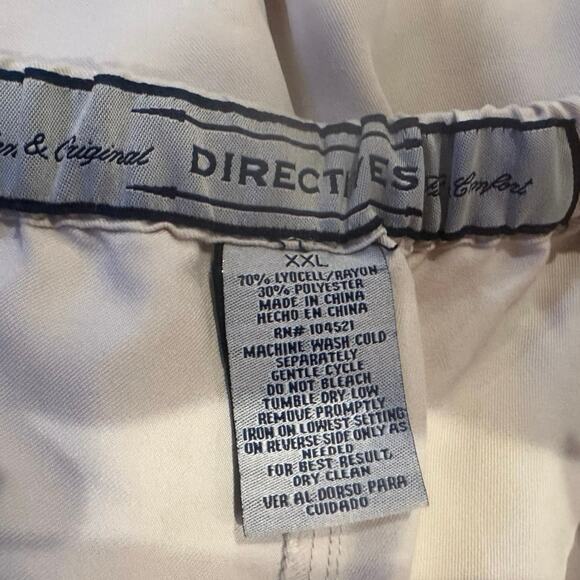 & Original DIRECTIVES Comfort
XXL
70% LYOCELL/RAYON
30% POLYESTER
MADE IN CHINA
HECHO EN CHINA
RN# 104521
MACHINE WASH COLD
SEPARATELY
GENTLE CYCLE
DO NOT BLEACH
TUMBLE DRY LOW
REMOVE PROMPTLY
IRON ON LOWEST SETTING
ON REVERSE SIDE ONLY AS
NEEDED
FOR BEST RESULT,
DRY CLEAN
VER AL DORSO PARA
CUIDADO